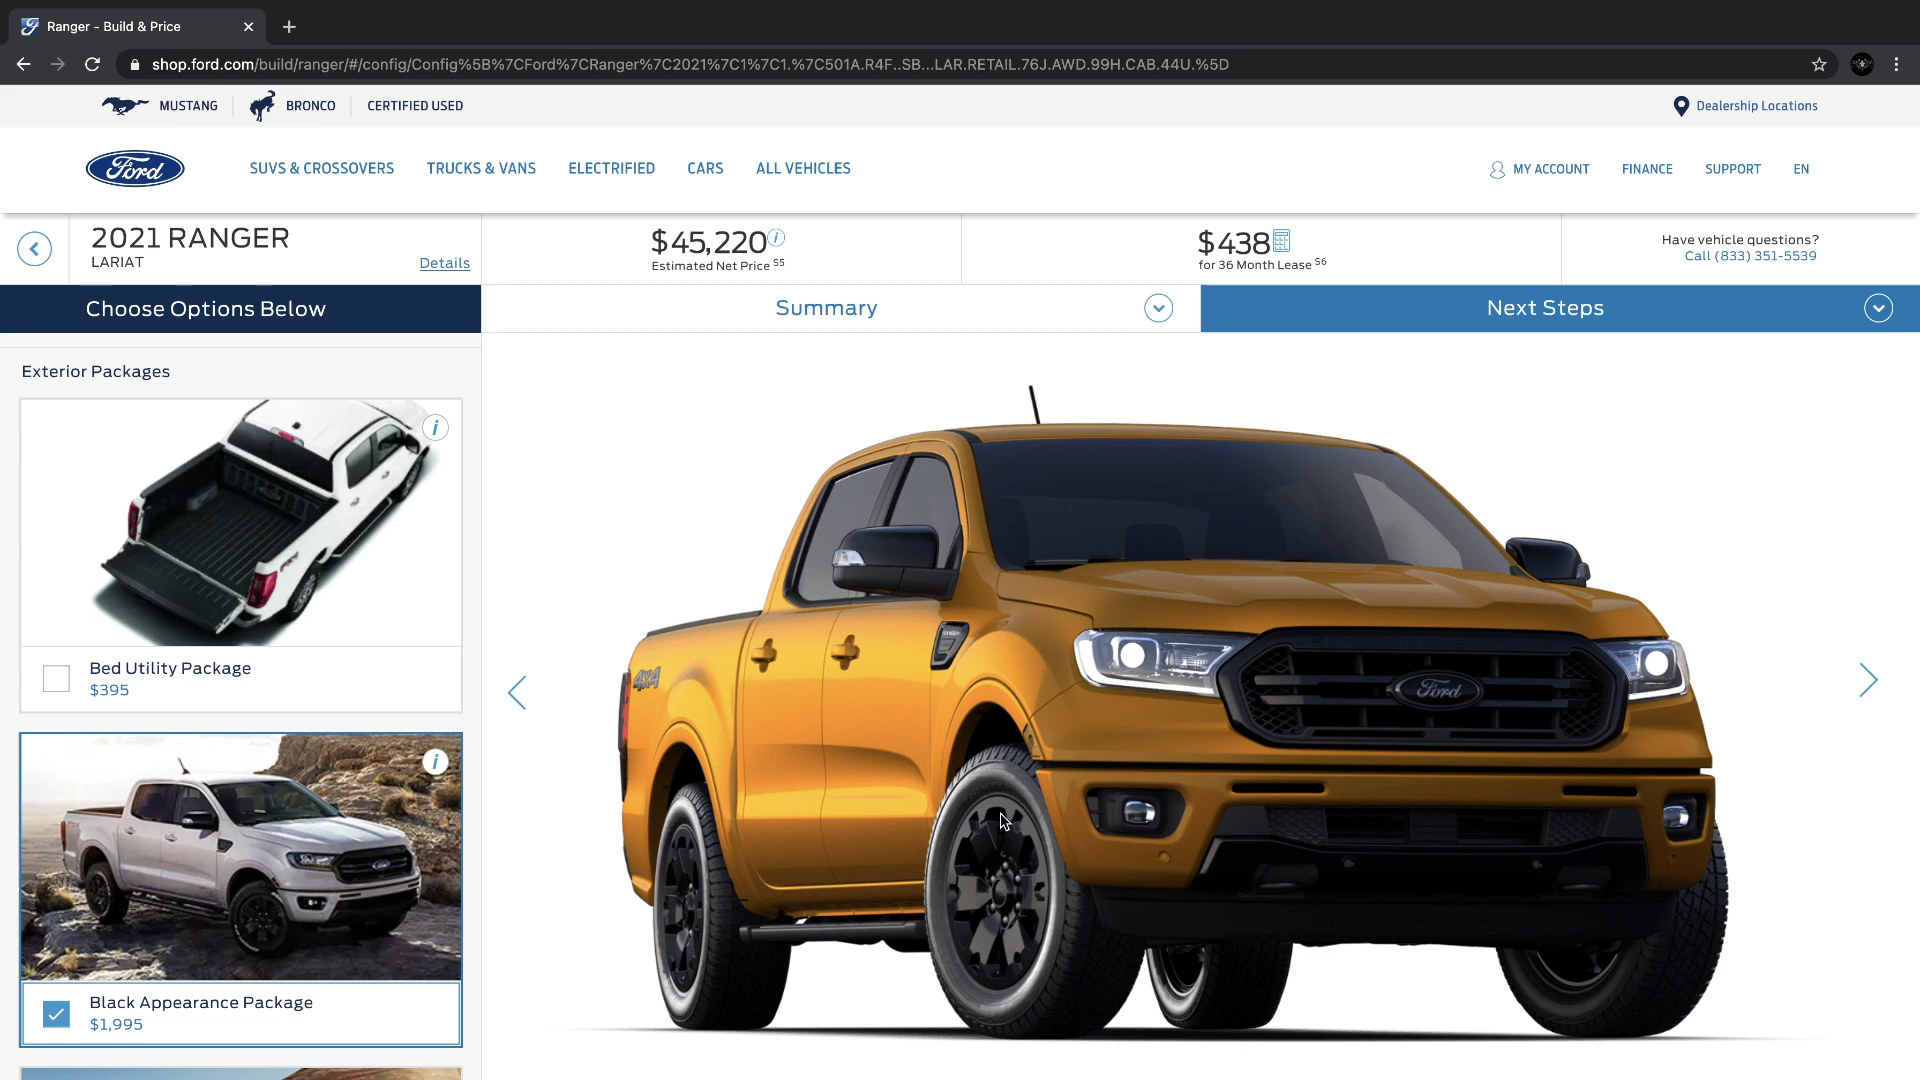 Ranger - Build & Price
shop.ford.com/build/ranger/#/config/Config%5B%7CFord%7CRanger%7C2021%7C1%7C1.%7C501A.R4F..SB...LAR.RETAIL.76J.AWD.99H.CAB.44U.%5D
MUSTANG
BRONCO
CERTIFIED USED
Dealership Locations
Ford
SUVS & CROSSOVERS
TRUCKS & VANS
ELECTRIFIED
CARS
ALL VEHICLES
MY ACCOUNT
FINANCE
SUPPORT
EN
2021 RANGER
LARIAT
Details
$45,220
Estimated Net Price S5
$438
for 36 Month Lease S6
Have vehicle questions?
Call (833) 351-5539
Choose Options Below
Summary
Next Steps
Exterior Packages
i
Bed Utility Package
$395
i
Black Appearance Package
$1,995
4x4
RANGER
Ford